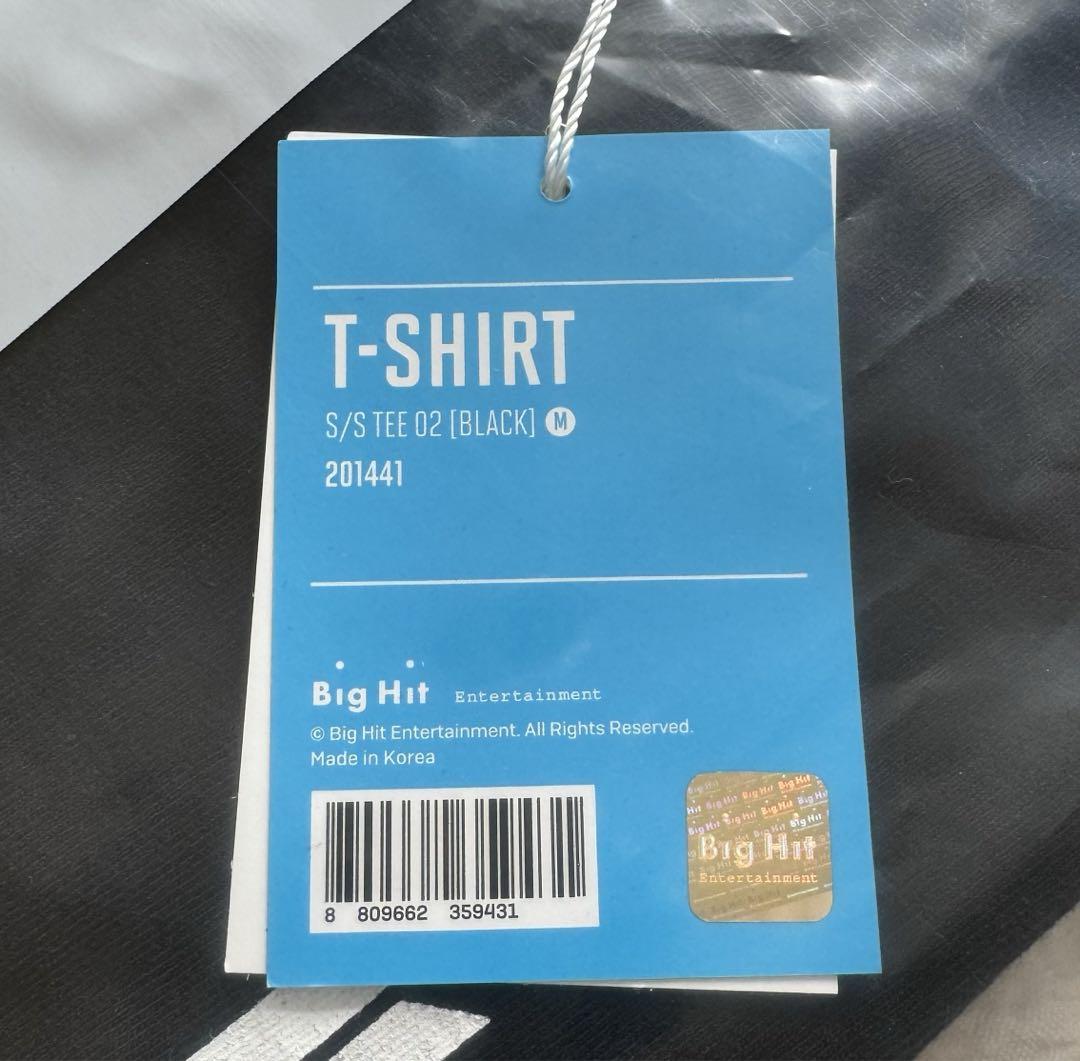 T-SHIRT
S/S TEE 02 [BLACK] M
201441
Big Hit Entertainment
© Big Hit Entertainment. All Rights Reserved.
Made in Korea
8 809662 359431
Big Hit
Entertainment